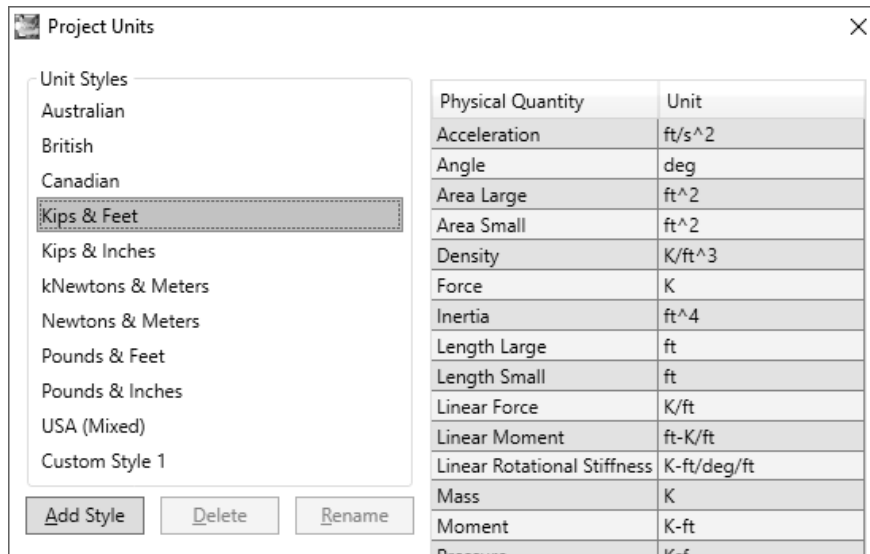 Project Units
Unit Styles
Australian
British
Canadian
Kips & Feet
Kips & Inches
kNewtons & Meters
Newtons & Meters
Pounds & Feet
Pounds & Inches
USA (Mixed)
Custom Style 1
Add Style Delete Rename
Physical Quantity Unit
Acceleration ft/s^2
Angle deg
Area Large ft^2
Area Small ft^2
Density K/ft^3
Force K
Inertia ft^4
Length Large ft
Length Small ft
Linear Force K/ft
Linear Moment ft-K/ft
Linear Rotational Stiffness K-ft/deg/ft
Mass K
Moment K-ft